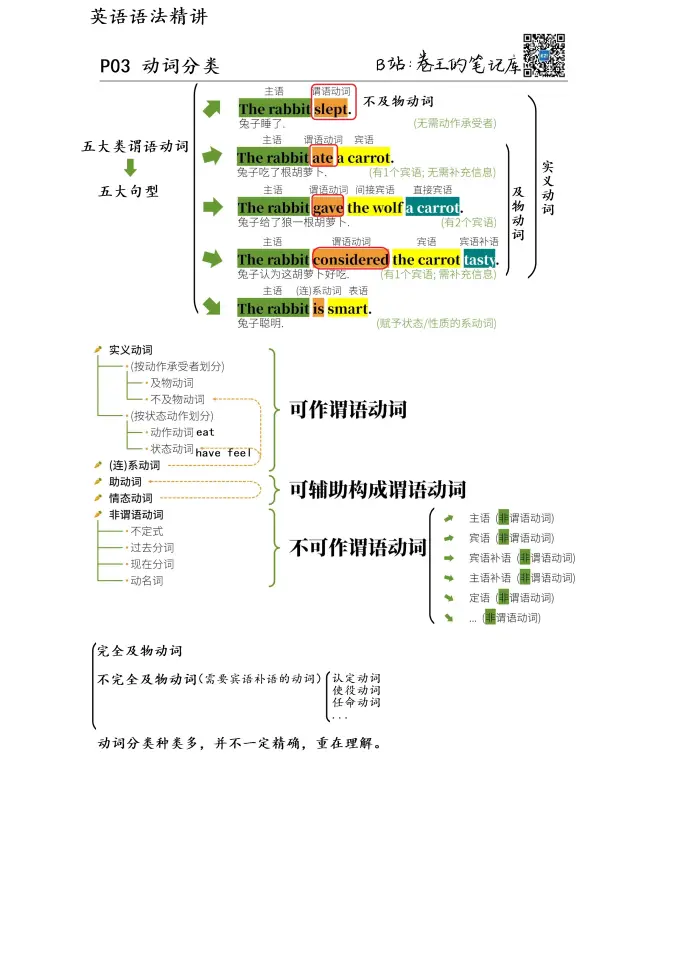 英语语法精讲
P03 动词分类
B站:卷王的笔记库
主语 谓语动词
The rabbit slept.
不及物动词
兔子睡了.
(无需动作承受者)
五大类谓语动词
五大句型
主语 谓语动词 宾语
The rabbit ate a carrot.
兔子吃了根胡萝卜.
(有1个宾语; 无需补充信息)
主语 谓语动词 间接宾语 直接宾语
The rabbit gave the wolf a carrot.
兔子给了狼一根胡萝卜.
(有2个宾语)
主语 谓语动词 宾语 宾语补语
The rabbit considered the carrot tasty.
兔子认为这胡萝卜好吃.
(有1个宾语; 需补充信息)
主语 (连)系动词 表语
The rabbit is smart.
兔子聪明.
(赋予状态/性质的系动词)
及物动词
实义动词
实义动词
(按动作承受者划分)
及物动词
不及物动词
(按状态动作划分)
动作动词 eat
状态动词 have feel
(连)系动词
可作谓语动词
助动词
情态动词
可辅助构成谓语动词
非谓语动词
不定式
过去分词
现在分词
动名词
不可作谓语动词
主语 (非谓语动词)
宾语 (非谓语动词)
宾语补语 (非谓语动词)
主语补语 (非谓语动词)
定语 (非谓语动词)
... (非谓语动词)
完全及物动词
不完全及物动词(需要宾语补语的动词)
认定动词
使役动词
任命动词
...
动词分类种类多，并不一定精确，重在理解。